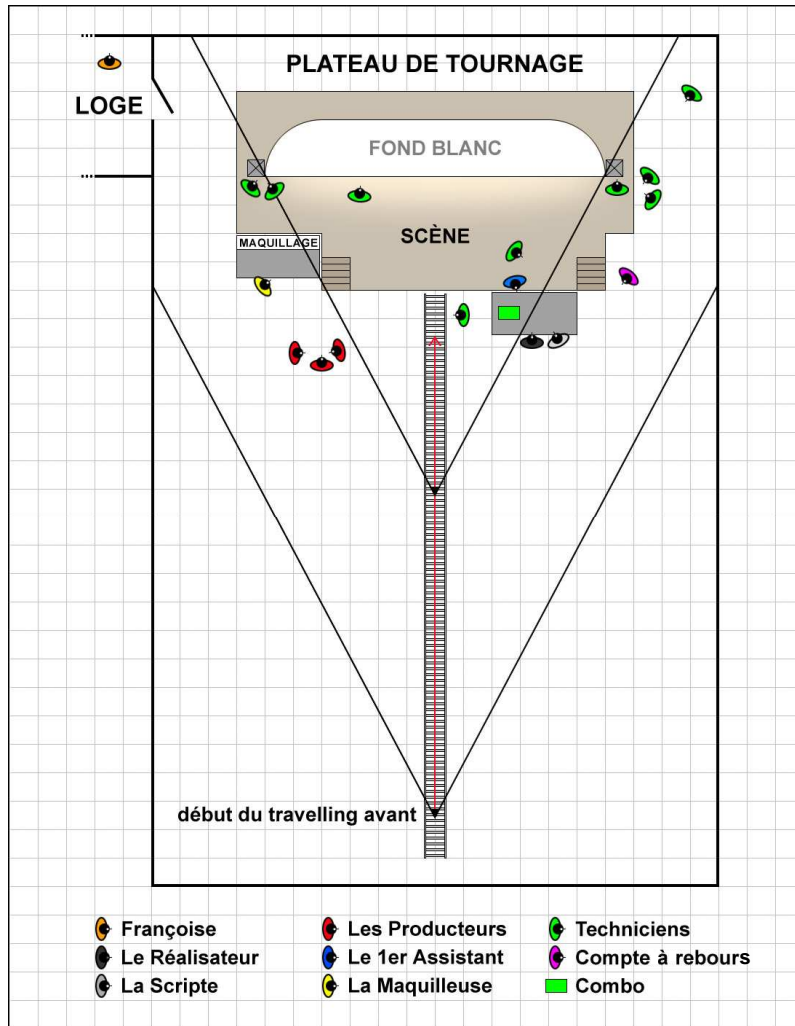 PLATEAU DE TOURNAGE
LOGE
FOND BLANC
SCÈNE
MAQUILLAGE
début du travelling avant
Françoise
Les Producteurs
Techniciens
Le Réalisateur
Le 1er Assistant
Compte à rebours
La Scripte
La Maquilleuse
Combo